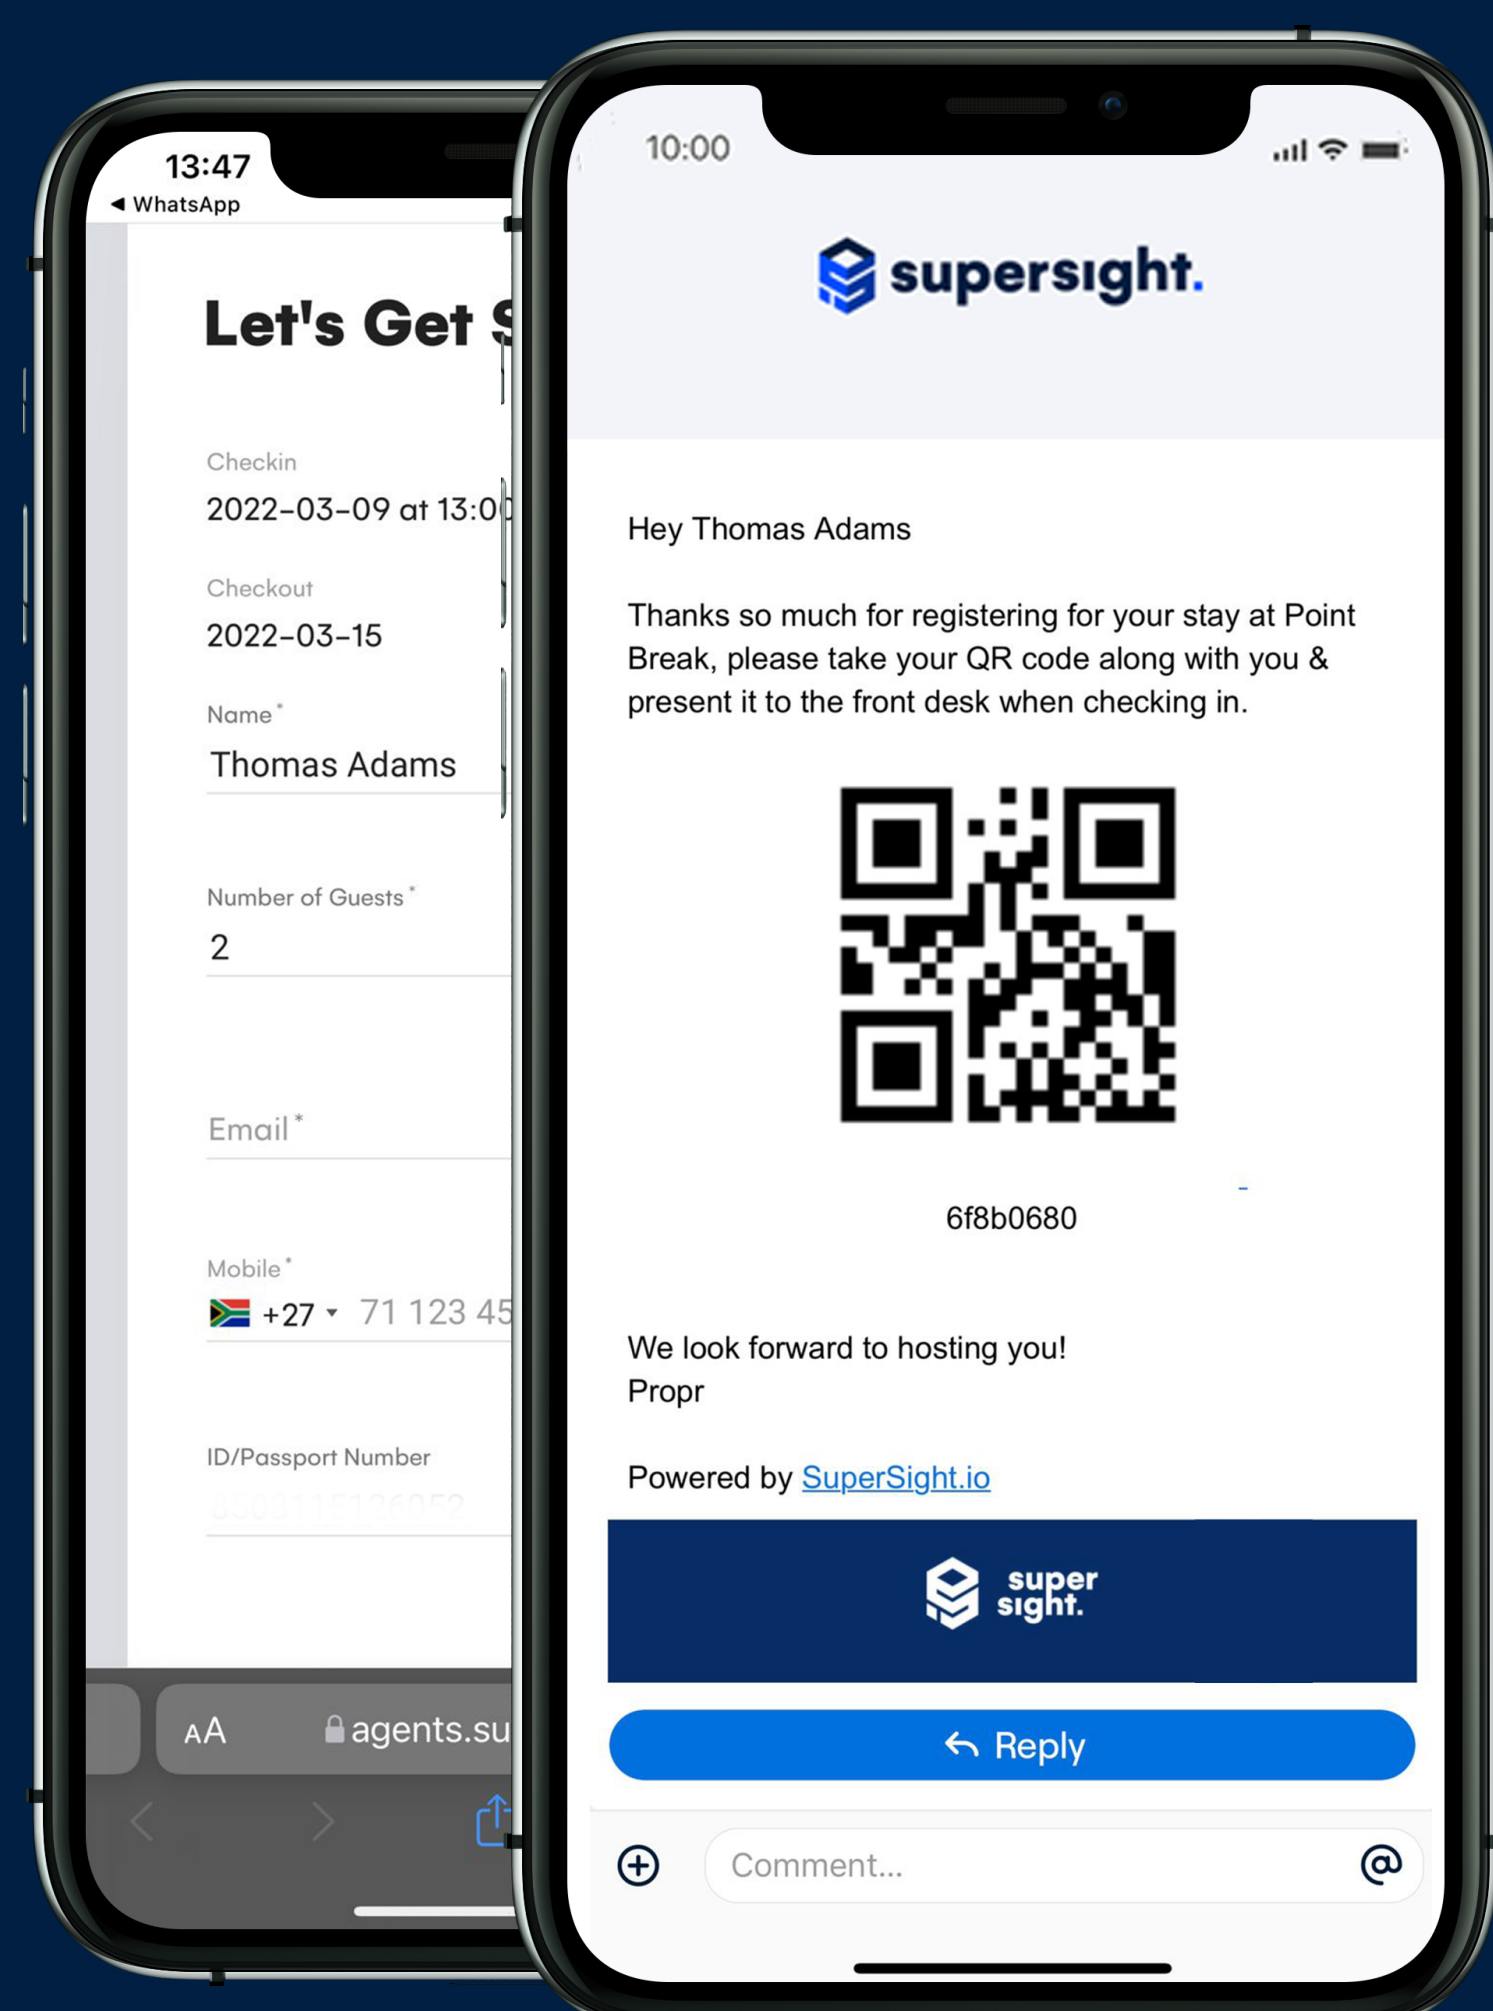 13:47
WhatsApp
Let's Get
Checkin
2022-03-09 at 13:00
Checkout
2022-03-15
Name*
Thomas Adams
Number of Guests*
2
Email*
Mobile*
+27 71 123 45
ID/Passport Number
AA agents.su
10:00
supersight.
Hey Thomas Adams
Thanks so much for registering for your stay at Point
Break, please take your QR code along with you &
present it to the front desk when checking in.
6f8b0680
We look forward to hosting you!
Propr
Powered by SuperSight.io
super
sight.
Reply
Comment...
@